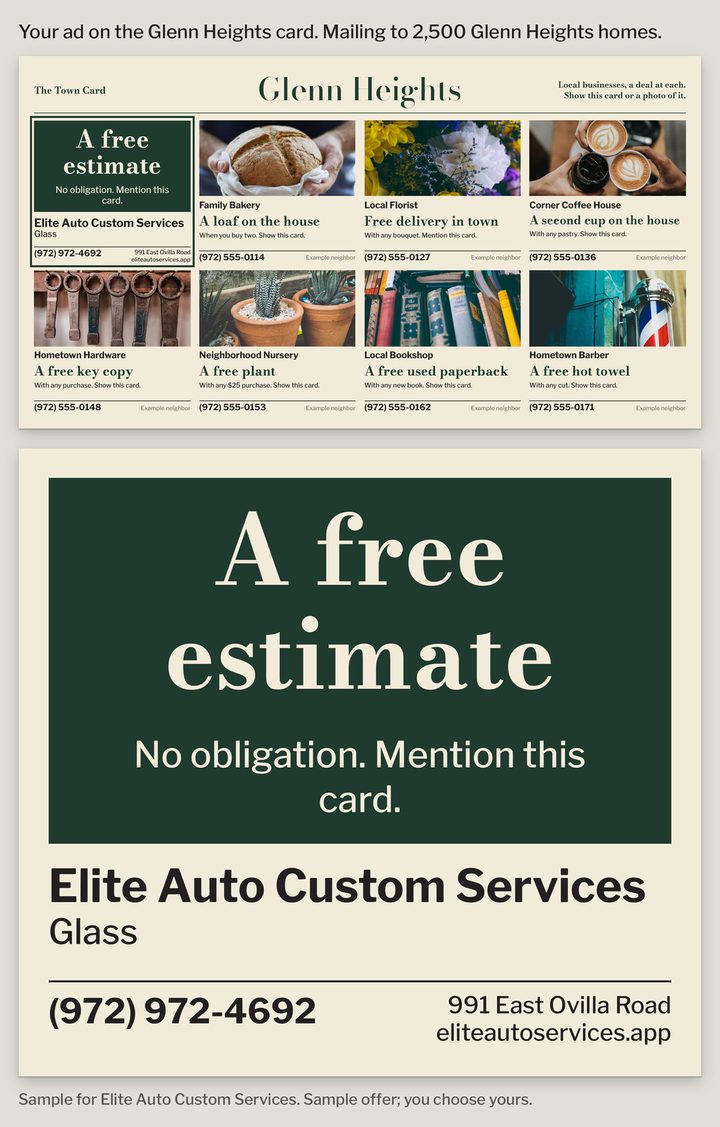 Your ad on the Glenn Heights card. Mailing to 2,500 Glenn Heights homes.
The Town Card
Glenn Heights
Local businesses, a deal at each.
Show this card or a photo of it.
A free
estimate
No obligation. Mention this
card.
Elite Auto Custom Services
Glass
(972) 972-4692
991 East Ovilla Road
eliteautoservices.app
Family Bakery
A loaf on the house
When you buy two. Show this card.
(972) 555-0114
Example neighbor
Local Florist
Free delivery in town
With any bouquet. Mention this card.
(972) 555-0127
Example neighbor
Corner Coffee House
A second cup on the house
With any pastry. Show this card.
(972) 555-0136
Example neighbor
Hometown Hardware
A free key copy
With any purchase. Show this card.
(972) 555-0148
Example neighbor
Neighborhood Nursery
A free plant
With any $25 purchase. Show this card.
(972) 555-0153
Example neighbor
Local Bookshop
A free used paperback
With any new book. Show this card.
(972) 555-0162
Example neighbor
Hometown Barber
A free hot towel
With any cut. Show this card.
(972) 555-0171
Example neighbor
A free
estimate
No obligation. Mention this
card.
Elite Auto Custom Services
Glass
(972) 972-4692
991 East Ovilla Road
eliteautoservices.app
Sample for Elite Auto Custom Services. Sample offer; you choose yours.